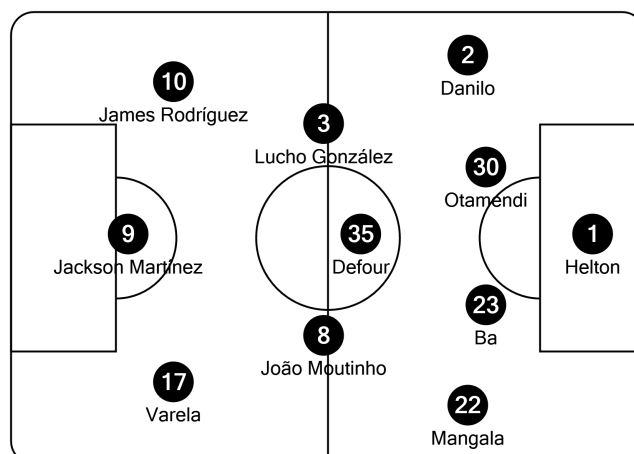 2
Danilo
10
James Rodríguez
3
Lucho González
30
Otamendi
9
Jackson Martínez
35
Defour
1
Helton
23
Ba
8
João Moutinho
17
Varela
22
Mangala